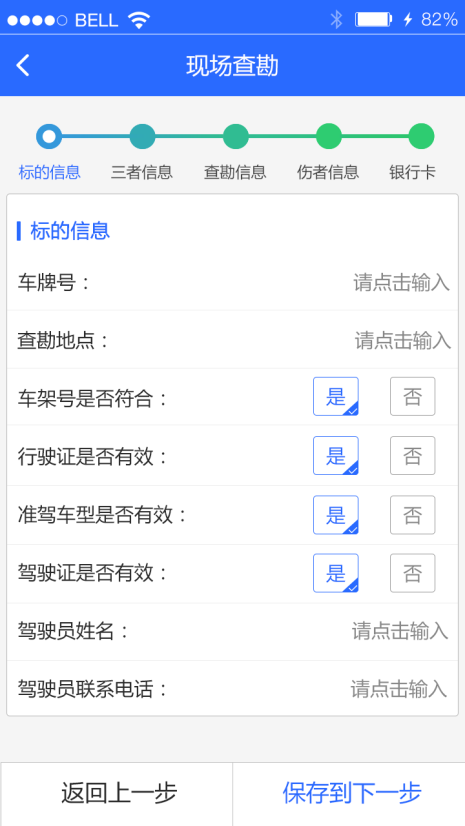 BELL 82%
现场查勘
标的信息 三者信息 查勘信息 伤者信息 银行卡
标的信息
车牌号： 请点击输入
查勘地点： 请点击输入
车架号是否符合： 是 否
行驶证是否有效： 是 否
准驾车型是否有效： 是 否
驾驶证是否有效： 是 否
驾驶员姓名： 请点击输入
驾驶员联系电话： 请点击输入
返回上一步 保存到下一步